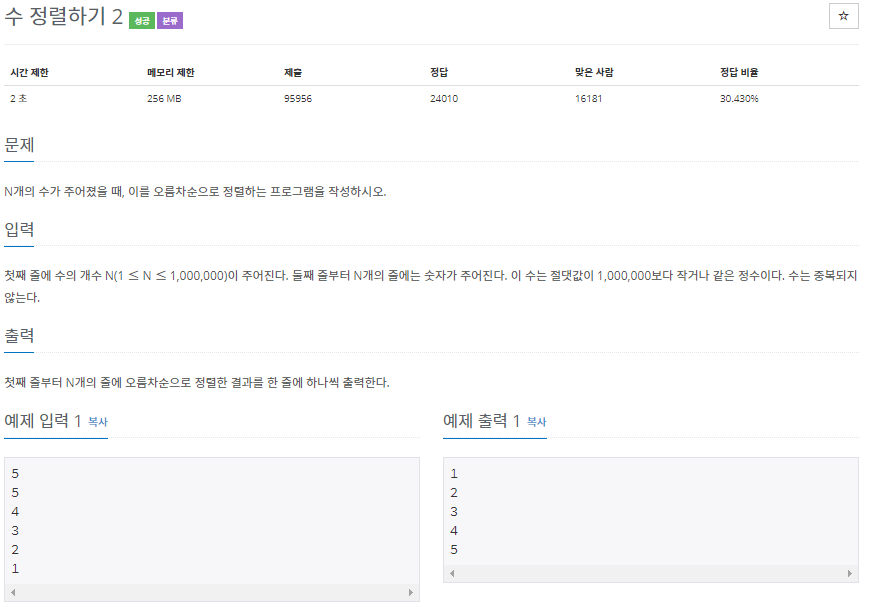 수 정렬하기 2 성공 분류
☆
시간 제한 메모리 제한 제출 정답 맞은 사람 정답 비율
2 초 256 MB 95956 24010 16181 30.430%
문제
N개의 수가 주어졌을 때, 이를 오름차순으로 정렬하는 프로그램을 작성하시오.
입력
첫째 줄에 수의 개수 N(1 ≤ N ≤ 1,000,000)이 주어진다. 둘째 줄부터 N개의 줄에는 숫자가 주어진다. 이 수는 절댓값이 1,000,000보다 작거나 같은 정수이다. 수는 중복되지
않는다.
출력
첫째 줄부터 N개의 줄에 오름차순으로 정렬한 결과를 한 줄에 하나씩 출력한다.
예제 입력 1 복사
5
5
4
3
2
1
예제 출력 1 복사
1
2
3
4
5